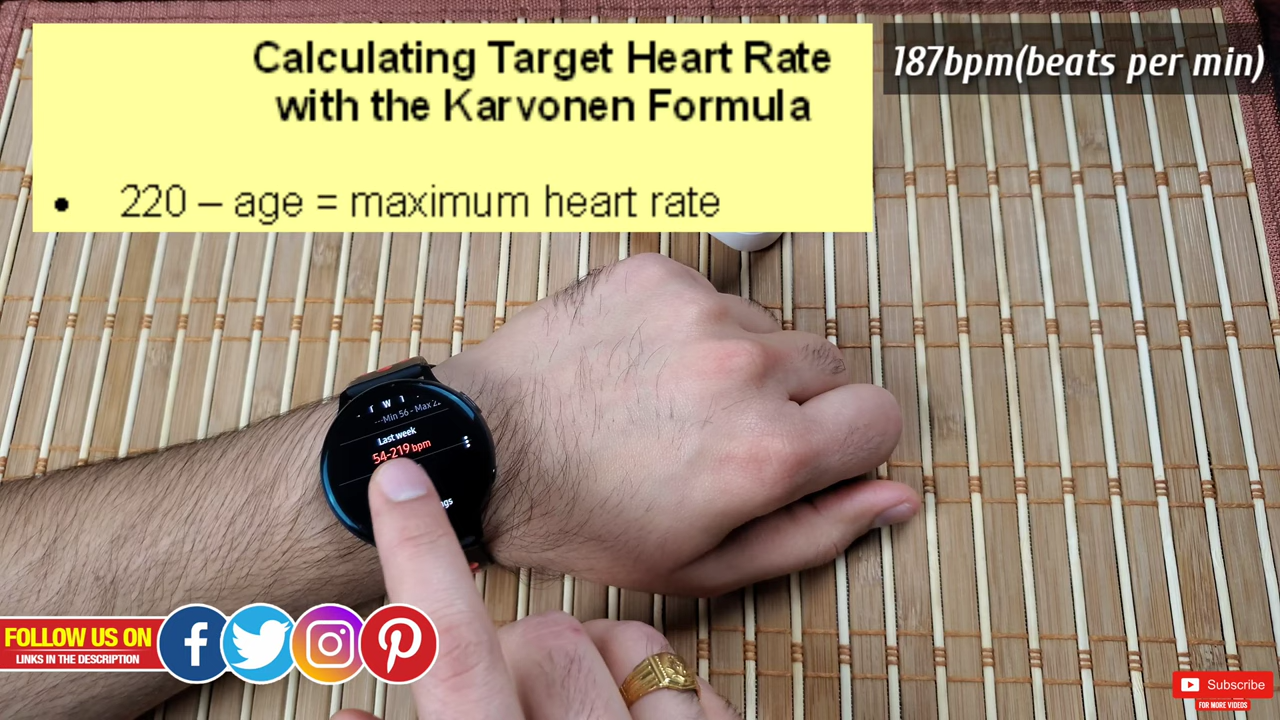 Calculating Target Heart Rate
with the Karvonen Formula
• 220 – age = maximum heart rate
187bpm(beats per min)
T W T
Last week
54-219 bpm
FOLLOW US ON
LINKS IN THE DESCRIPTION
Subscribe
FOR MORE VIDEOS